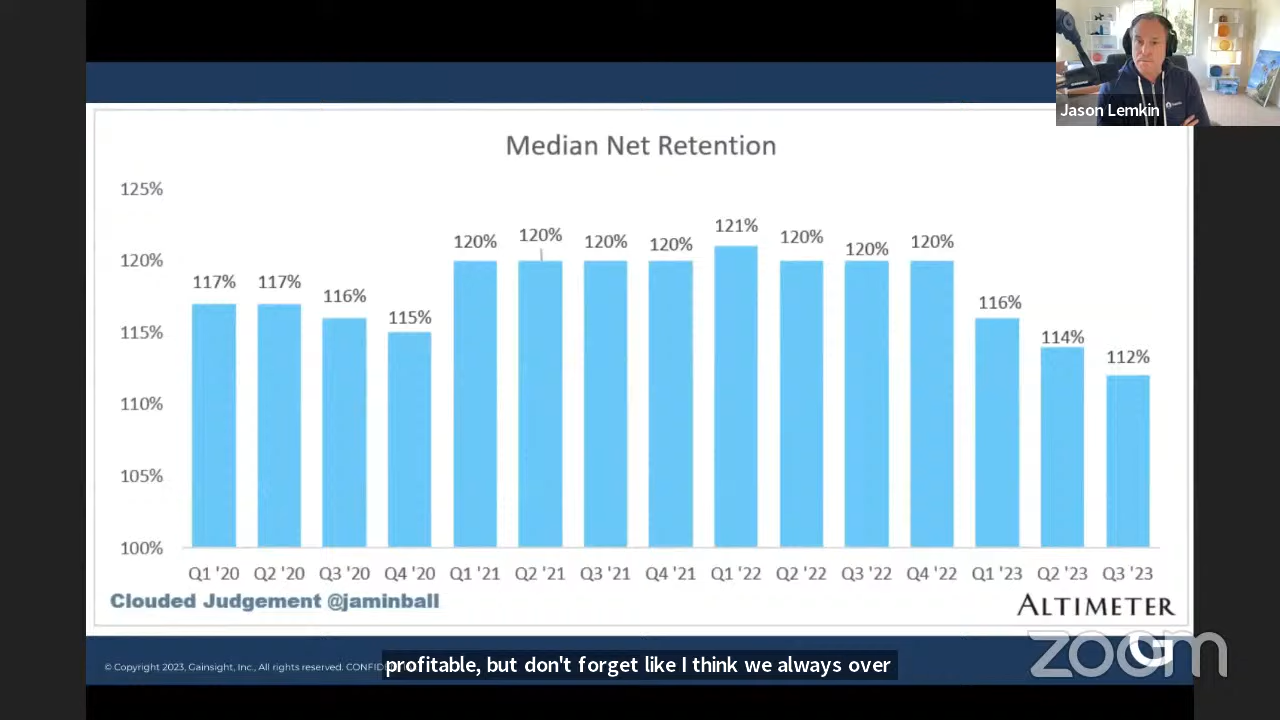 Jason Lemkin
Median Net Retention
125%
120%
115%
110%
105%
100%
117%
117%
116%
115%
120%
120%
120%
120%
121%
120%
120%
120%
116%
114%
112%
Q1 '20
Q2 '20
Q3 '20
Q4 '20
Q1 '21
Q2 '21
Q3 '21
Q4 '21
Q1 '22
Q2 '22
Q3 '22
Q4 '22
Q1 '23
Q2 '23
Q3 '23
Clouded Judgement @jaminball
ALTIMETER
© Copyright 2023, Gainsight, Inc., All rights reserved.
profitable, but don't forget like I think we always over
zoom